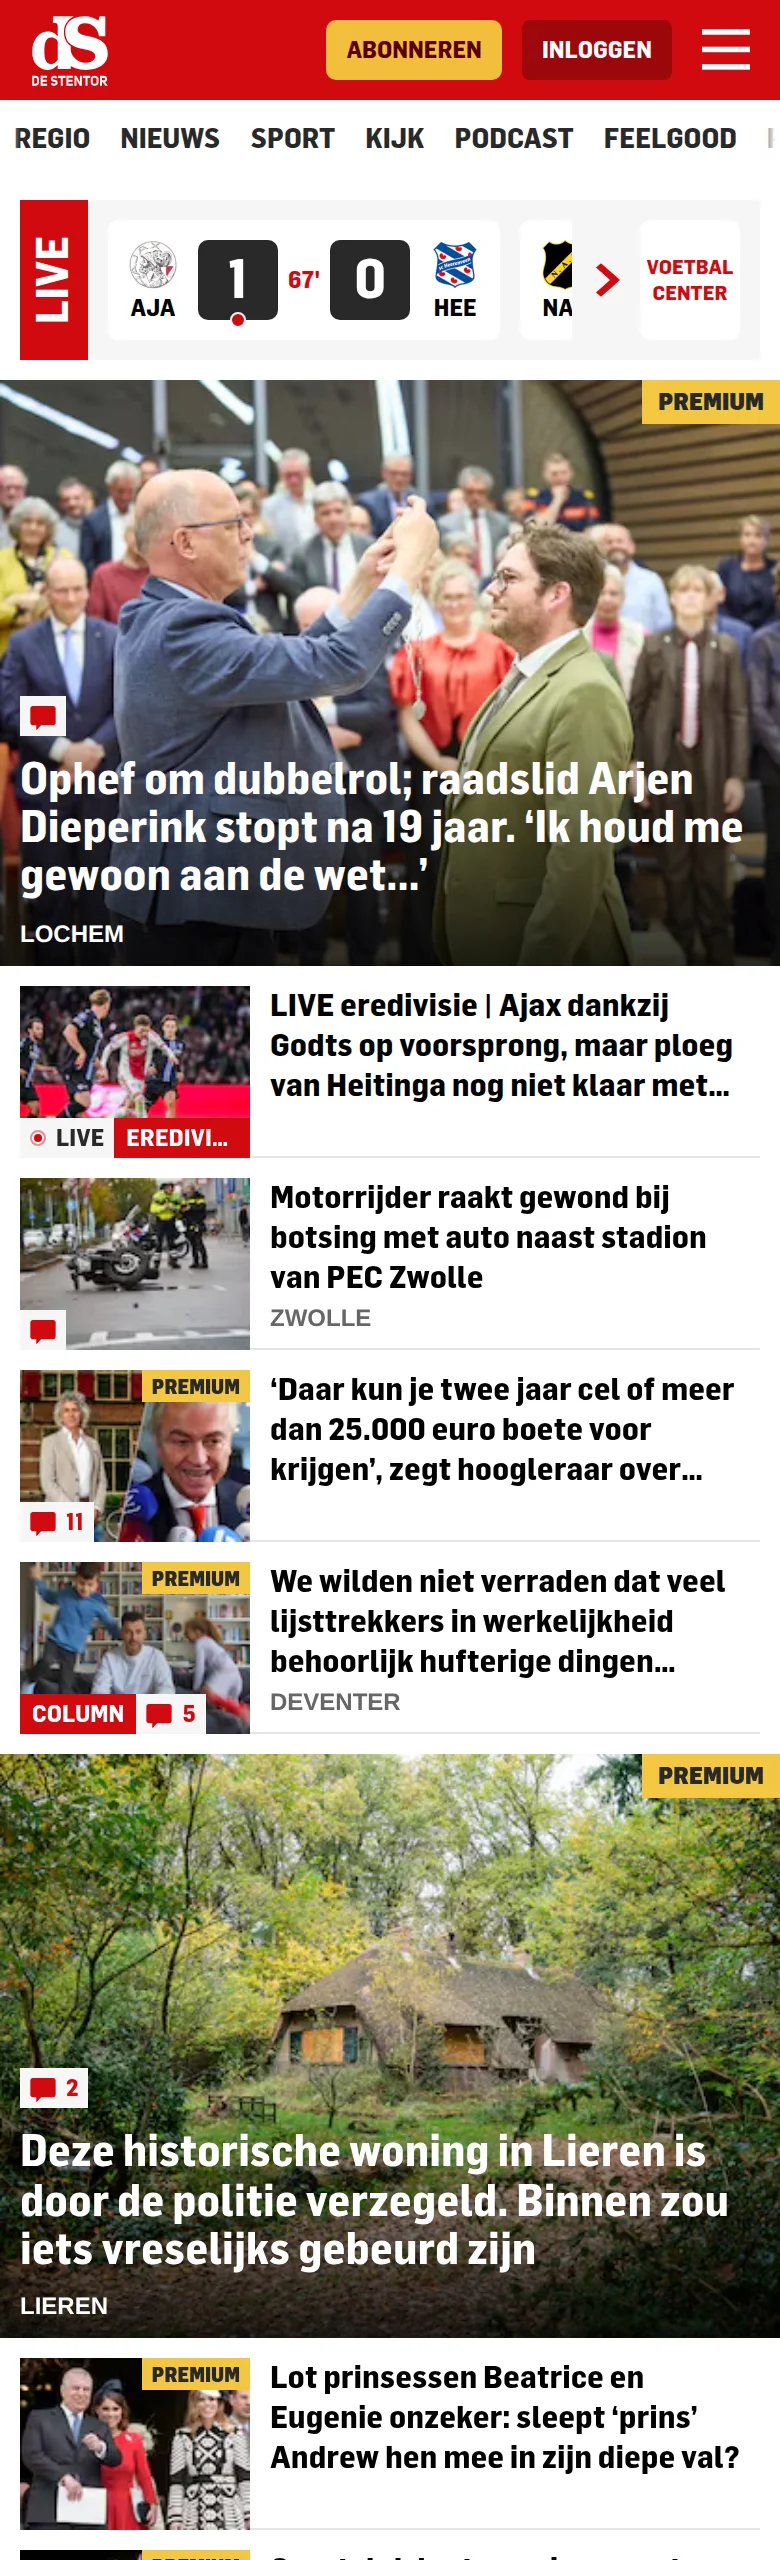 dS
DE STENTOR
ABONNEREN
INLOGGEN
REGIO NIEUWS SPORT KIJK PODCAST FEELGOOD
LIVE
AJA
1
67'
0
HEE
NA
VOETBAL
CENTER
PREMIUM
Ophef om dubbelrol; raadslid Arjen
Dieperink stopt na 19 jaar. ‘Ik houd me
gewoon aan de wet...’
LOCHEM
LIVE eredivisie | Ajax dankzij
Godts op voorsprong, maar ploeg
van Heitinga nog niet klaar met...
LIVE EREDIVI...
Motorrijder raakt gewond bij
botsing met auto naast stadion
van PEC Zwolle
ZWOLLE
PREMIUM
11
‘Daar kun je twee jaar cel of meer
dan 25.000 euro boete voor
krijgen’, zegt hoogleraar over...
PREMIUM
COLUMN 5
We wilden niet verraden dat veel
lijsttrekkers in werkelijkheid
behoorlijk hufterige dingen...
DEVENTER
PREMIUM
2
Deze historische woning in Lieren is
door de politie verzegeld. Binnen zou
iets vreselijks gebeurd zijn
LIEREN
PREMIUM
Lot prinsessen Beatrice en
Eugenie onzeker: sleept ‘prins’
Andrew hen mee in zijn diepe val?